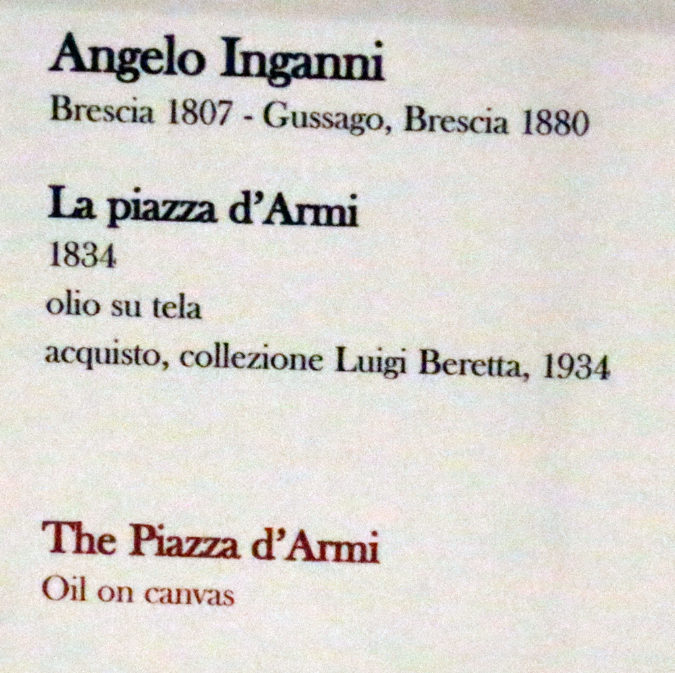 Angelo Inganni
Brescia 1807 - Gussago, Brescia 1880
La piazza d'Armi
1834
olio su tela
acquisto, collezione Luigi Beretta, 1934
The Piazza d'Armi
Oil on canvas